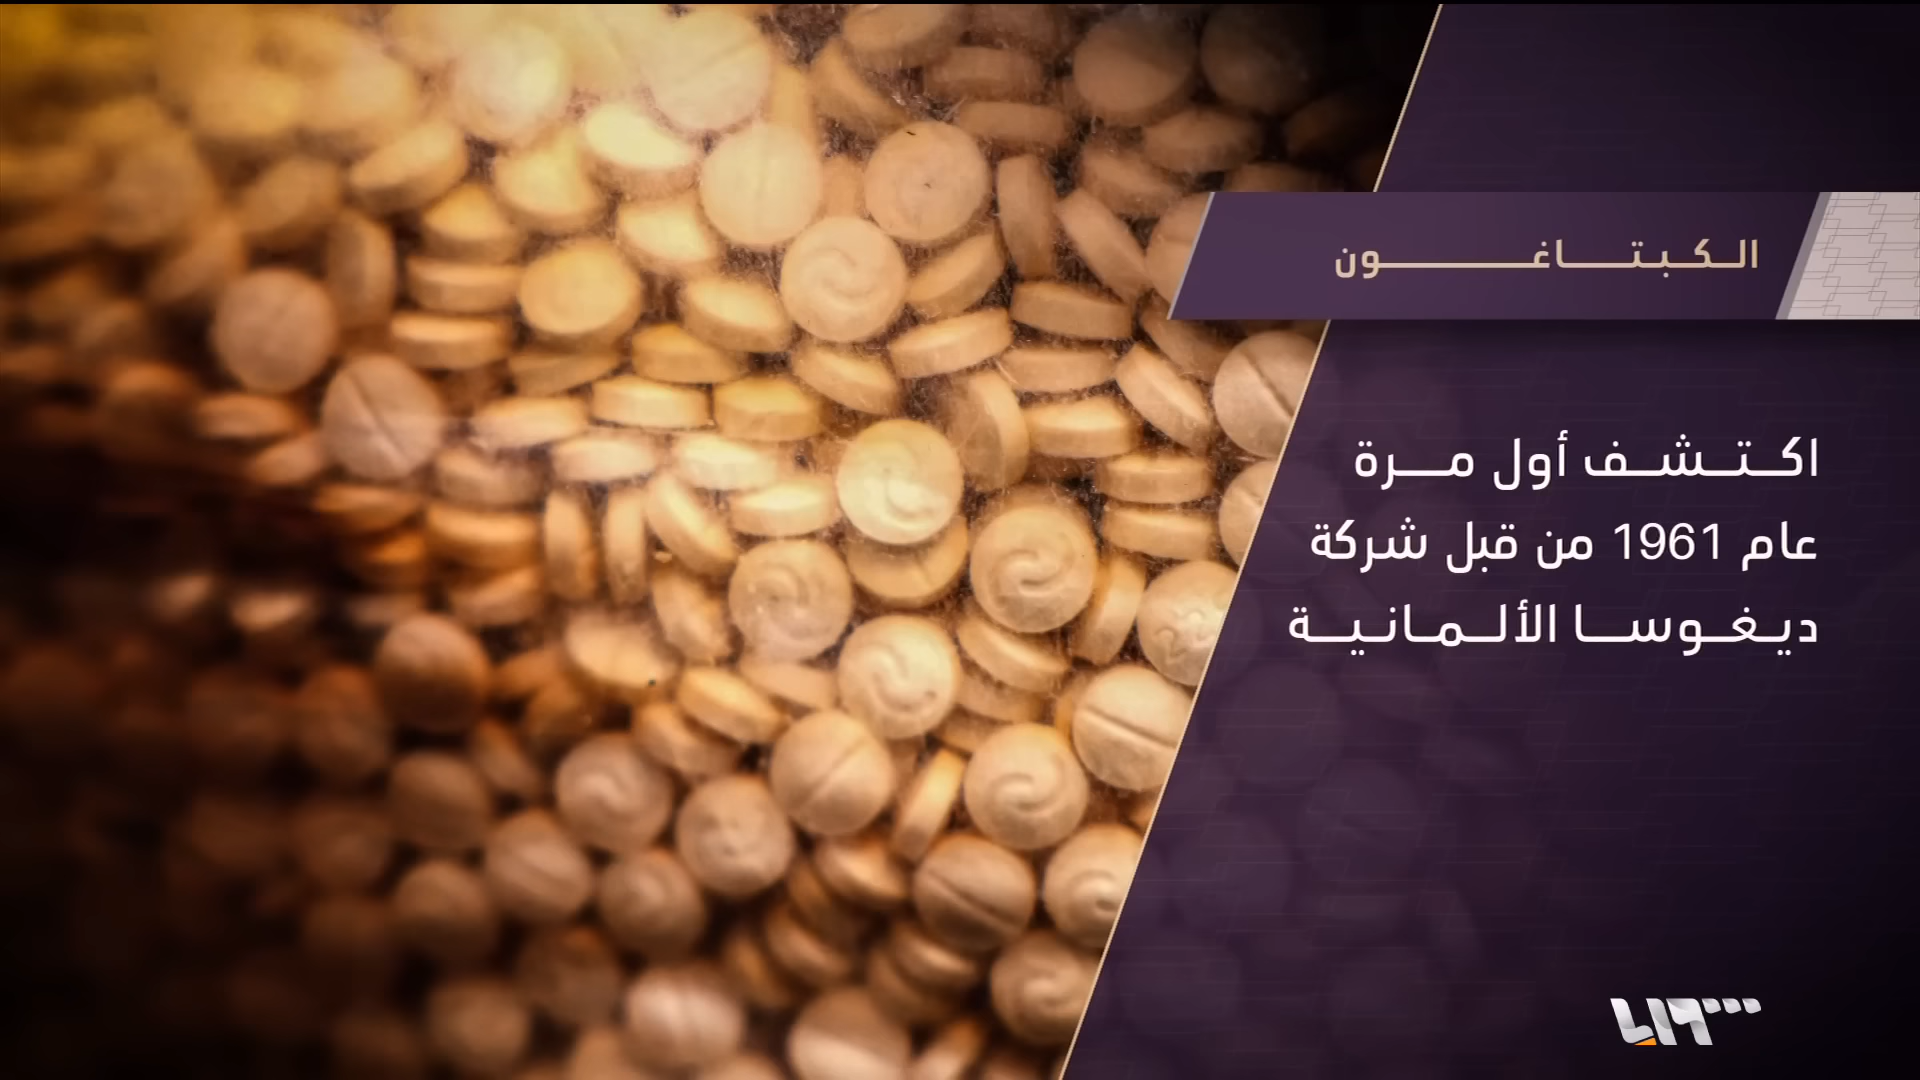 الكبتاغون
اكتشف أول مرة
عام 1961 من قبل شركة
ديغوسا الألمانية